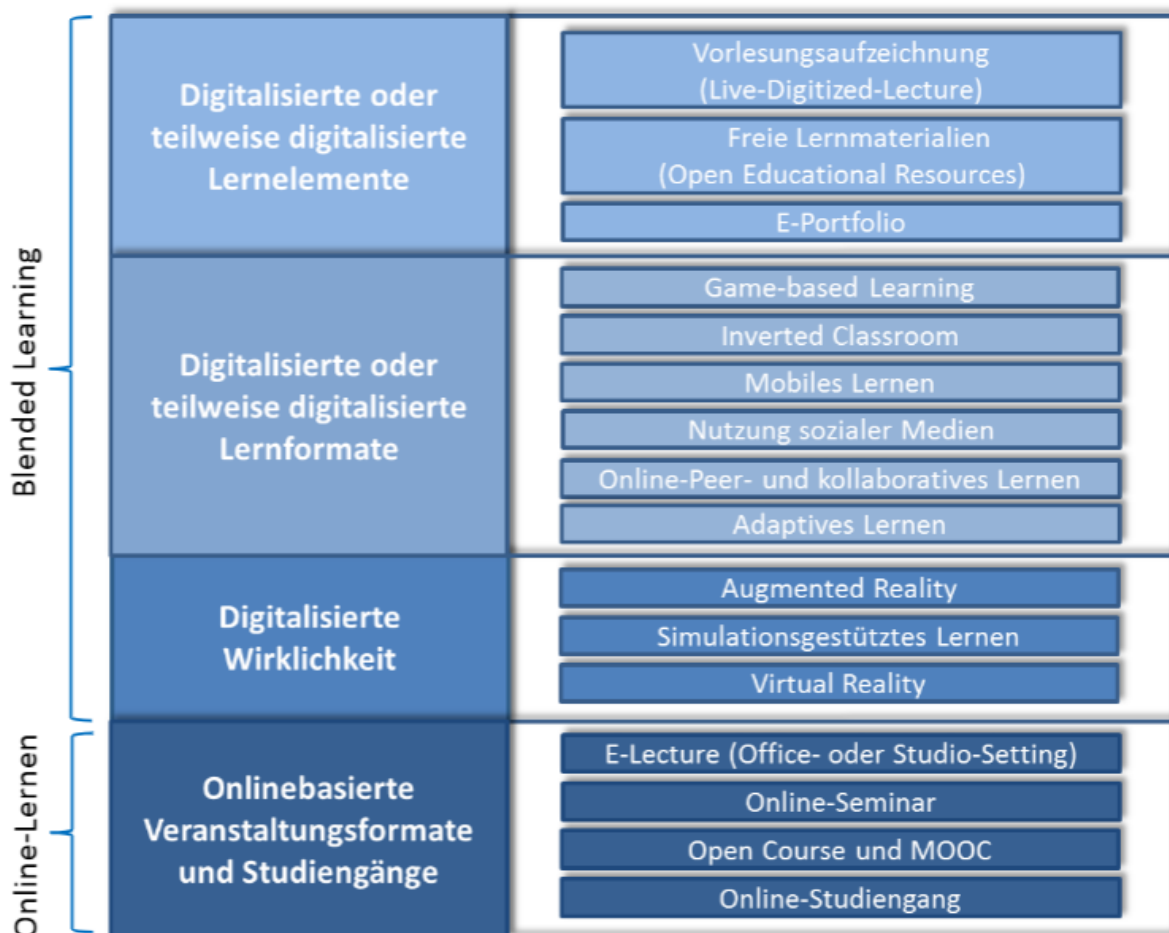 Blended Learning
Digitalisierte oder
teilweise digitalisierte
Lernelemente
Vorlesungsaufzeichnung
(Live-Digitized-Lecture)
Freie Lernmaterialien
(Open Educational Resources)
E-Portfolio
Digitalisierte oder
teilweise digitalisierte
Lernformate
Game-based Learning
Inverted Classroom
Mobiles Lernen
Nutzung sozialer Medien
Online-Peer- und kollaboratives Lernen
Adaptives Lernen
Digitalisierte
Wirklichkeit
Augmented Reality
Simulationsgestütztes Lernen
Virtual Reality
Online-Lernen
Onlinebasierte
Veranstaltungsformate
und Studiengänge
E-Lecture (Office- oder Studio-Setting)
Online-Seminar
Open Course und MOOC
Online-Studiengang